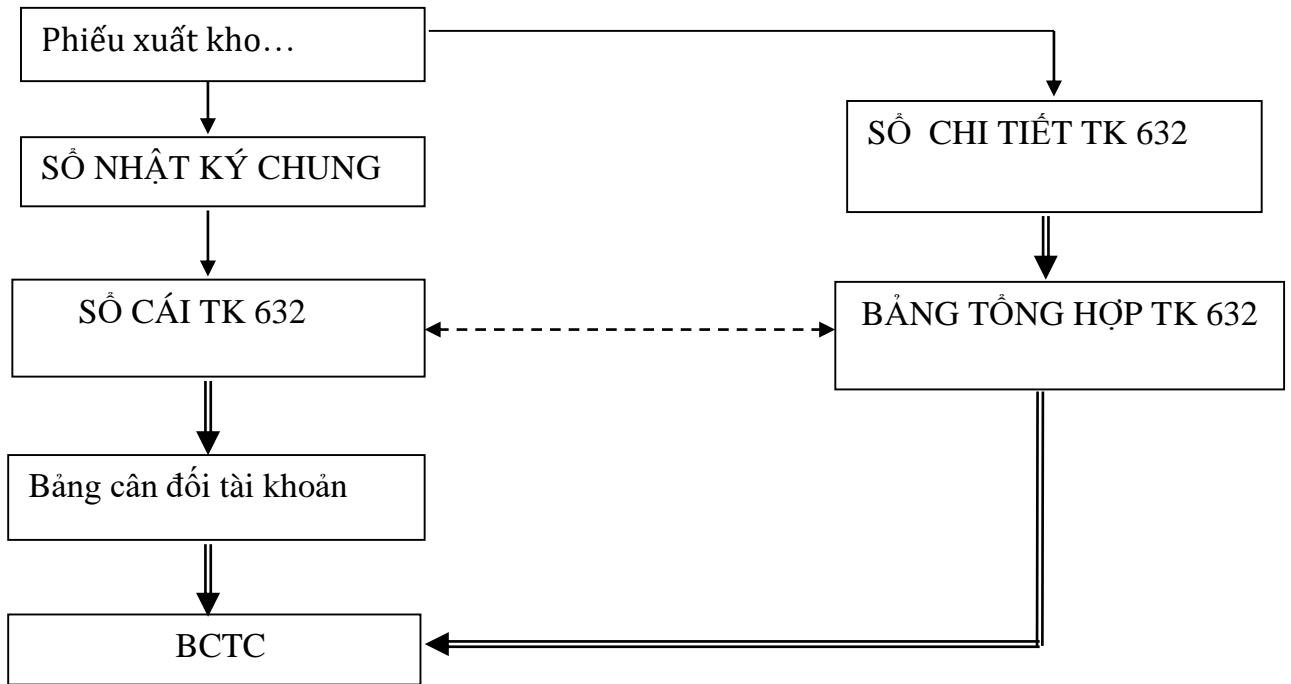 Phiếu xuất kho…
SỔ CHI TIẾT TK 632
SỔ NHẬT KÝ CHUNG
SỔ CÁI TK 632
BẢNG TỔNG HỢP TK 632
Bảng cân đối tài khoản
BCTC